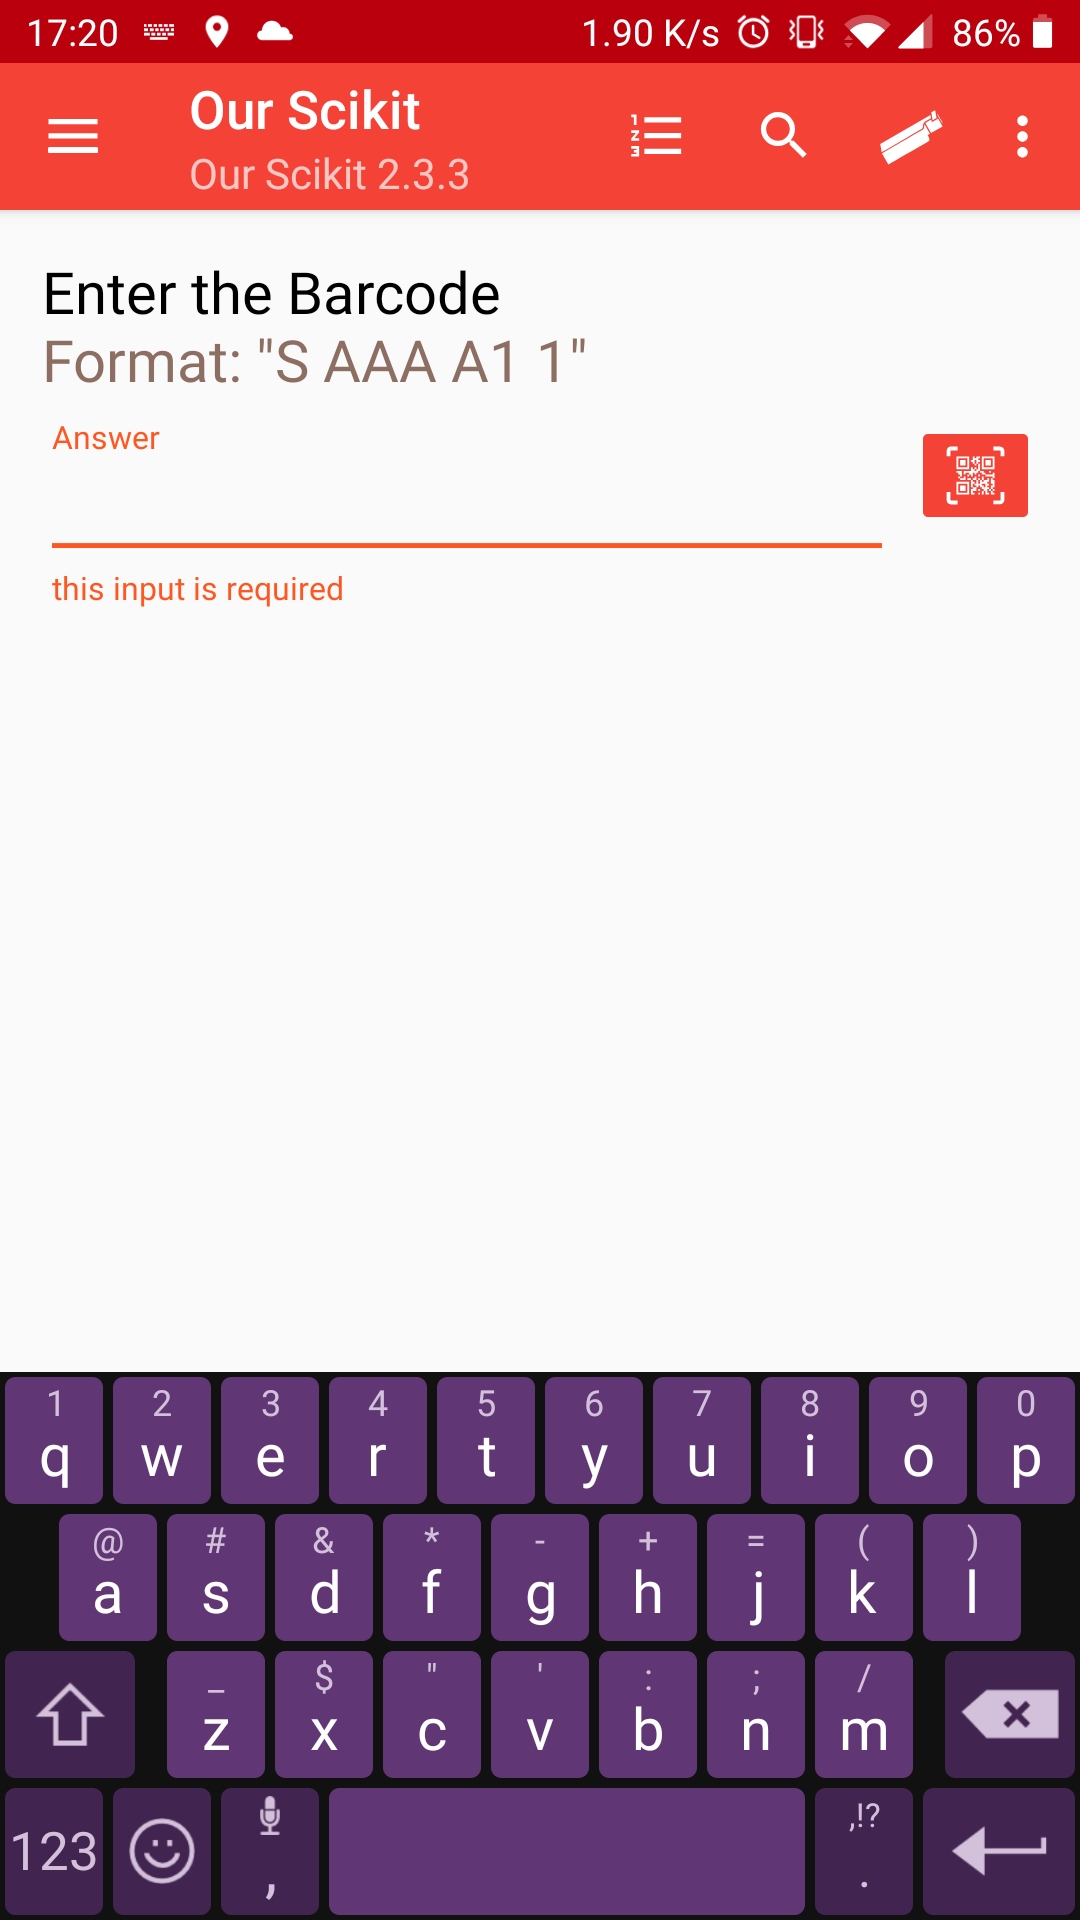 17:20 1.90 K/s 86%
Our Scikit
Our Scikit 2.3.3
Enter the Barcode
Format: "S AAA A1 1"
Answer
this input is required
1 2 3 4 5 6 7 8 9 0
q w e r t y u i o p
@ # & * - + = ( )
a s d f g h j k l
_ $ " ' : ; /
z x c v b n m
123 , ,!? .